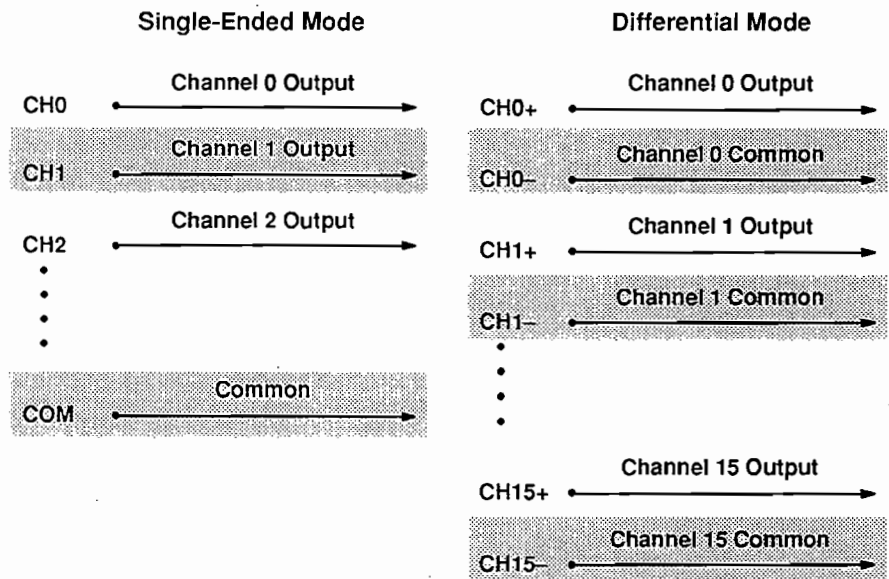 Single-Ended Mode
Channel 0 Output
CH0
Channel 1 Output
CH1
Channel 2 Output
CH2
Common
COM
Differential Mode
Channel 0 Output
CH0+
Channel 0 Common
CH0–
Channel 1 Output
CH1+
Channel 1 Common
CH1–
Channel 15 Output
CH15+
Channel 15 Common
CH15–